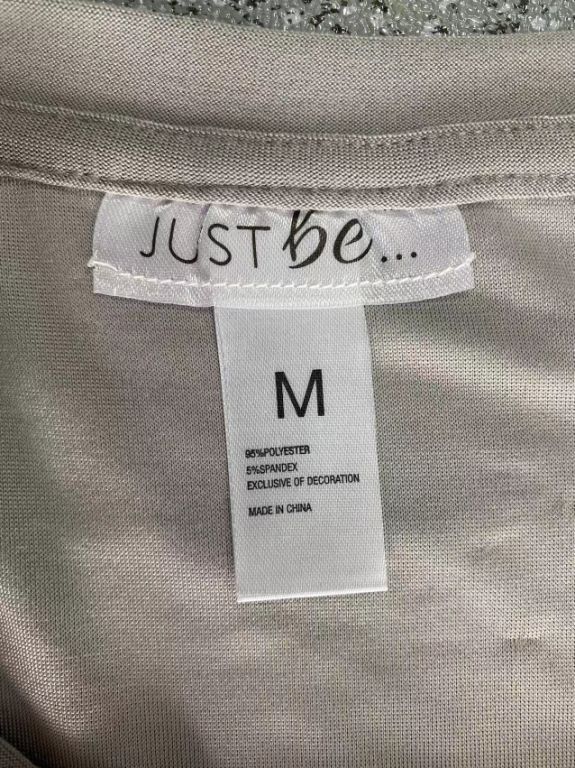 JUST be...
M
95%POLYESTER
5%SPANDEX
EXCLUSIVE OF DECORATION
MADE IN CHINA